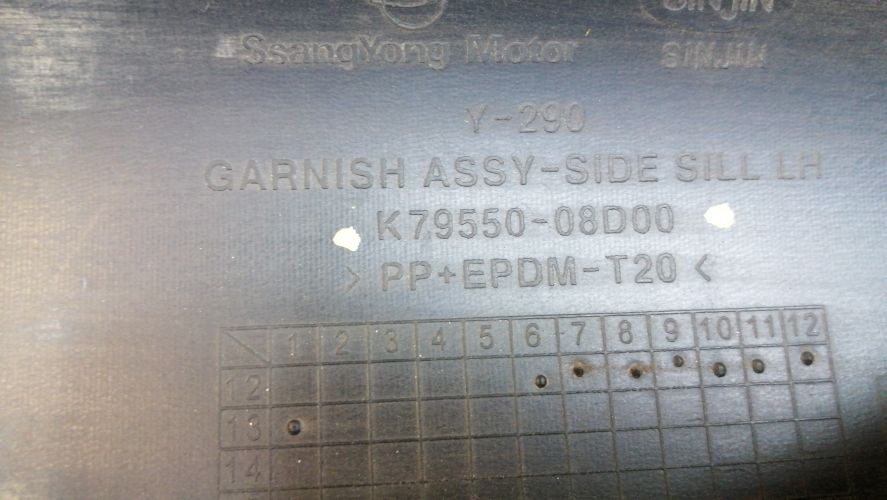 SINJIN
SsangYong Motor SINJIN
Y-290
GARNISH ASSY-SIDE SILL LH
K79550-08D00
> PP+EPDM-T20 <
1 2 3 4 5 6 7 8 9 10 11 12
12
13
14